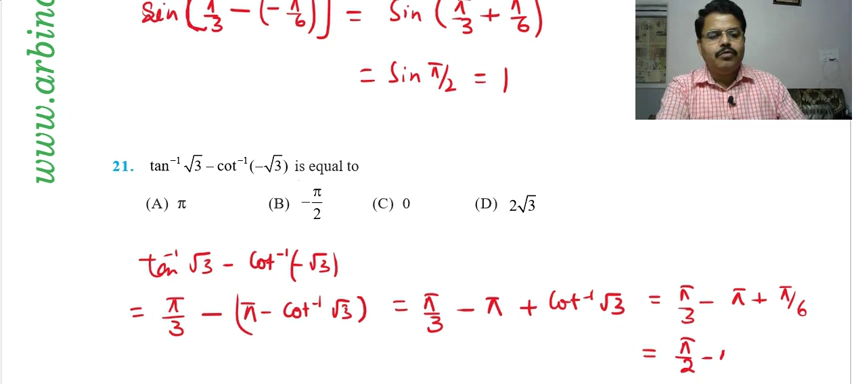 sin[π/3 − (−π/6)] = sin(π/3 + π/6)
= sin π/2 = 1
www.arbind
21. tan⁻¹√3 – cot⁻¹(–√3) is equal to
(A) π (B) –π/2 (C) 0 (D) 2√3
tan⁻¹ √3 − cot⁻¹(−√3)
= π/3 − (π − cot⁻¹ √3) = π/3 − π + cot⁻¹ √3 = π/3 − π + π/6
= π/2 −